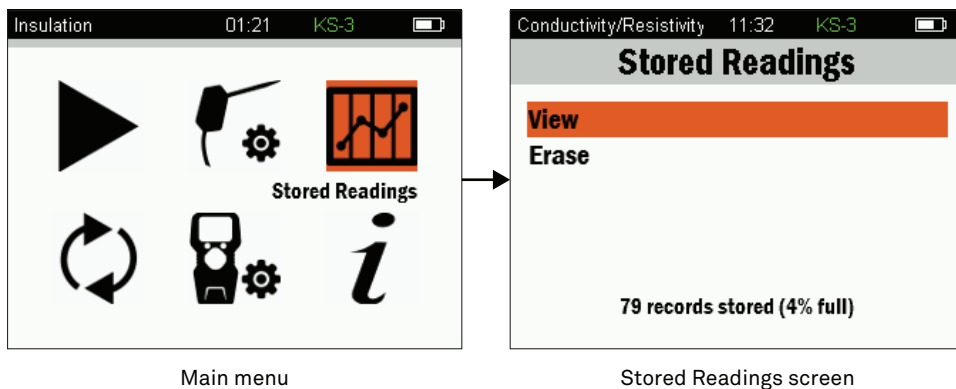 Insulation 01:21 KS-3
Stored Readings
Main menu
Conductivity/Resistivity 11:32 KS-3
Stored Readings
View
Erase
79 records stored (4% full)
Stored Readings screen